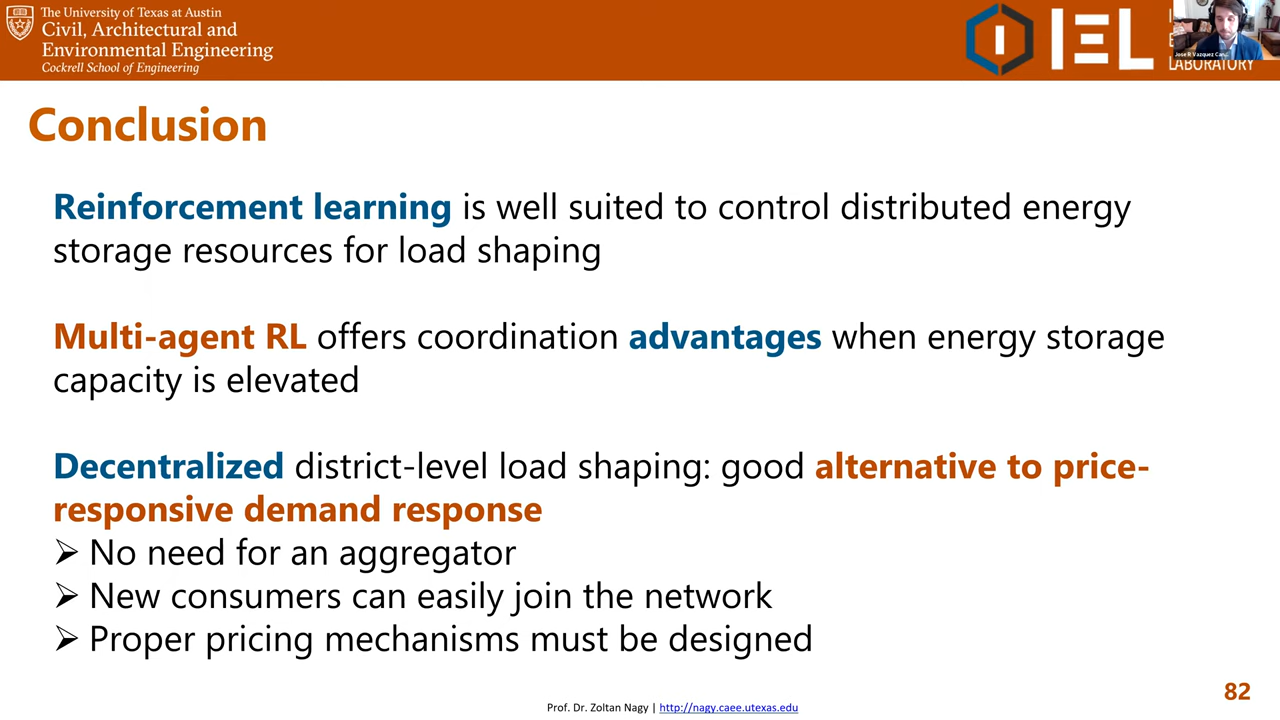 The University of Texas at Austin
Civil, Architectural and
Environmental Engineering
Cockrell School of Engineering
IEL
LABORATORY
Conclusion
Reinforcement learning is well suited to control distributed energy
storage resources for load shaping
Multi-agent RL offers coordination advantages when energy storage
capacity is elevated
Decentralized district-level load shaping: good alternative to price-
responsive demand response
➢ No need for an aggregator
➢ New consumers can easily join the network
➢ Proper pricing mechanisms must be designed
82
Prof. Dr. Zoltan Nagy | http://nagy.caee.utexas.edu